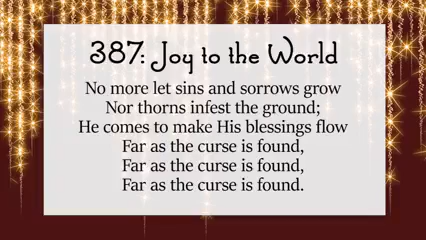 387: Joy to the World
No more let sins and sorrows grow
Nor thorns infest the ground;
He comes to make His blessings flow
Far as the curse is found,
Far as the curse is found,
Far as the curse is found.